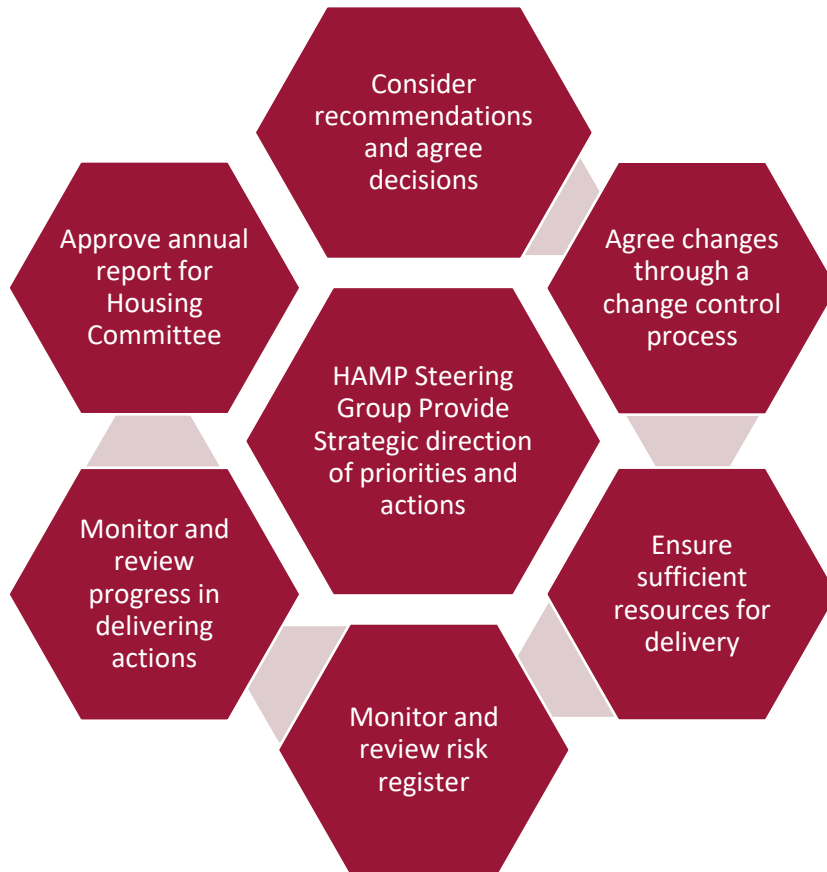 Consider
recommendations
and agree
decisions
Agree changes
through a
change control
process
Ensure
sufficient
resources for
delivery
Monitor and
review risk
register
Monitor and
review
progress in
delivering
actions
Approve annual
report for
Housing
Committee
HAMP Steering
Group Provide
Strategic direction
of priorities and
actions